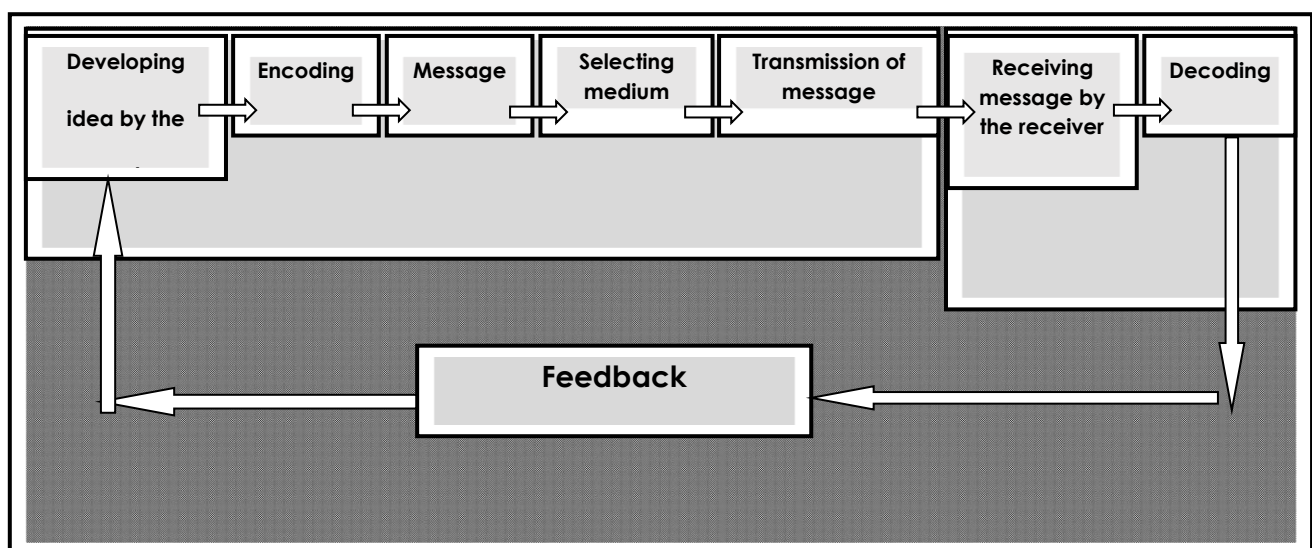 Developing
idea by the
Encoding
Message
Selecting
medium
Transmission of
message
Receiving
message by
the receiver
Decoding
Feedback